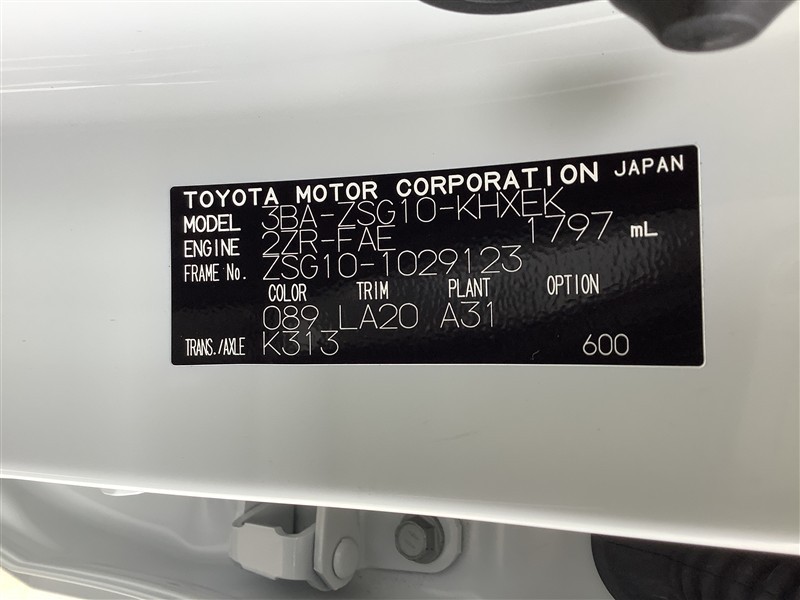 TOYOTA MOTOR CORPORATION JAPAN
MODEL 3BA-ZSG10-KHXEK
ENGINE 2ZR-FAE 1797 mL
FRAME No. ZSG10-1029123
COLOR TRIM PLANT OPTION
089 LA20 A31
TRANS./AXLE K313 600